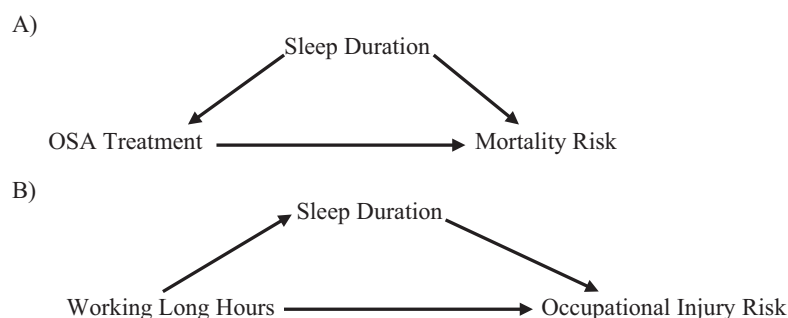 A)
Sleep Duration
OSA Treatment Mortality Risk
B)
Sleep Duration
Working Long Hours Occupational Injury Risk